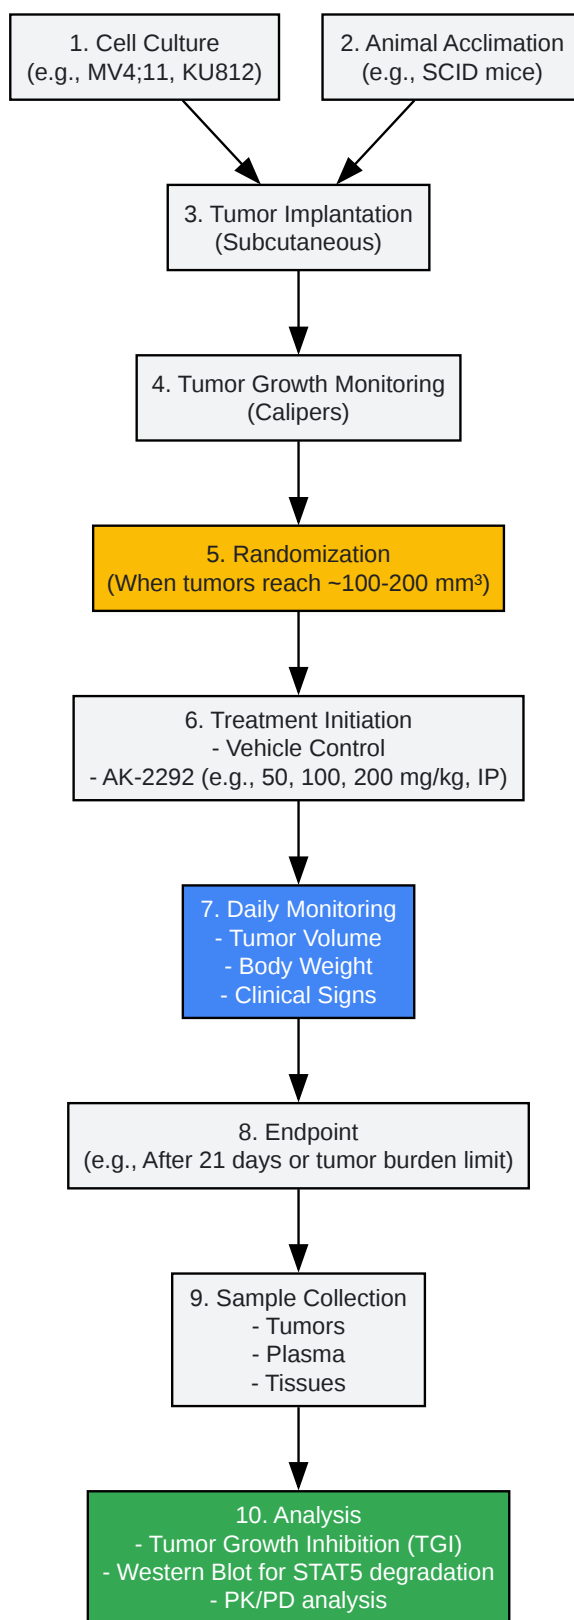 1. Cell Culture
(e.g., MV4;11, KU812)
2. Animal Acclimation
(e.g., SCID mice)
3. Tumor Implantation
(Subcutaneous)
4. Tumor Growth Monitoring
(Calipers)
5. Randomization
(When tumors reach ~100-200 mm³)
6. Treatment Initiation
- Vehicle Control
- AK-2292 (e.g., 50, 100, 200 mg/kg, IP)
7. Daily Monitoring
- Tumor Volume
- Body Weight
- Clinical Signs
8. Endpoint
(e.g., After 21 days or tumor burden limit)
9. Sample Collection
- Tumors
- Plasma
- Tissues
10. Analysis
- Tumor Growth Inhibition (TGI)
- Western Blot for STAT5 degradation
- PK/PD analysis